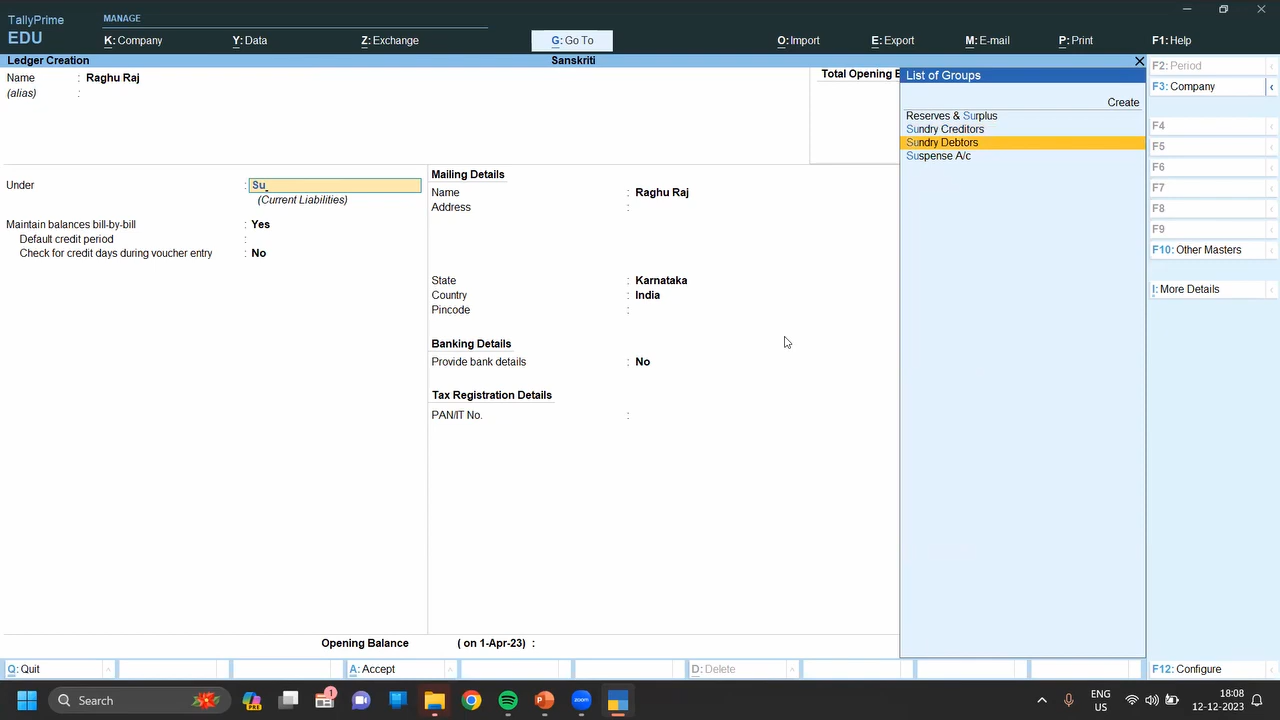 TallyPrime
EDU
MANAGE
K: Company
Y: Data
Z: Exchange
G: Go To
O: Import
E: Export
M: E-mail
P: Print
F1: Help
Ledger Creation
Sanskriti
Name : Raghu Raj
(alias) :
Total Opening
Under : Su
(Current Liabilities)
Maintain balances bill-by-bill : Yes
Default credit period :
Check for credit days during voucher entry : No
Mailing Details
Name : Raghu Raj
Address :
State : Karnataka
Country : India
Pincode :
Banking Details
Provide bank details : No
Tax Registration Details
PAN/IT No. :
Opening Balance ( on 1-Apr-23) :
List of Groups
Create
Reserves & Surplus
Sundry Creditors
Sundry Debtors
Suspense A/c
F2: Period
F3: Company
F4
F5
F6
F7
F8
F9
F10: Other Masters
I: More Details
Q: Quit
A: Accept
D: Delete
F12: Configure
Search
PRE
1
zoom
ENG
US
18:08
12-12-2023